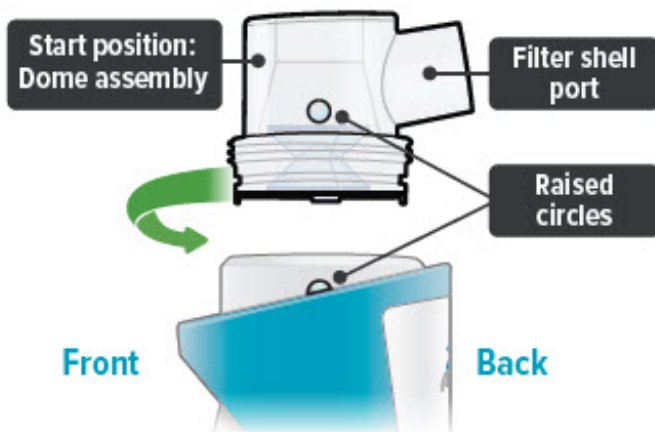 Start position:
Dome assembly
Filter shell
port
Raised
circles
Front
Back